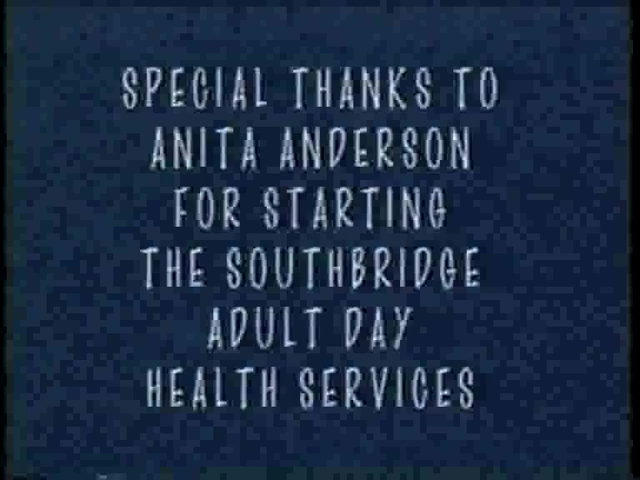 SPECIAL THANKS TO
ANITA ANDERSON
FOR STARTING
THE SOUTHBRIDGE
ADULT DAY
HEALTH SERVICES